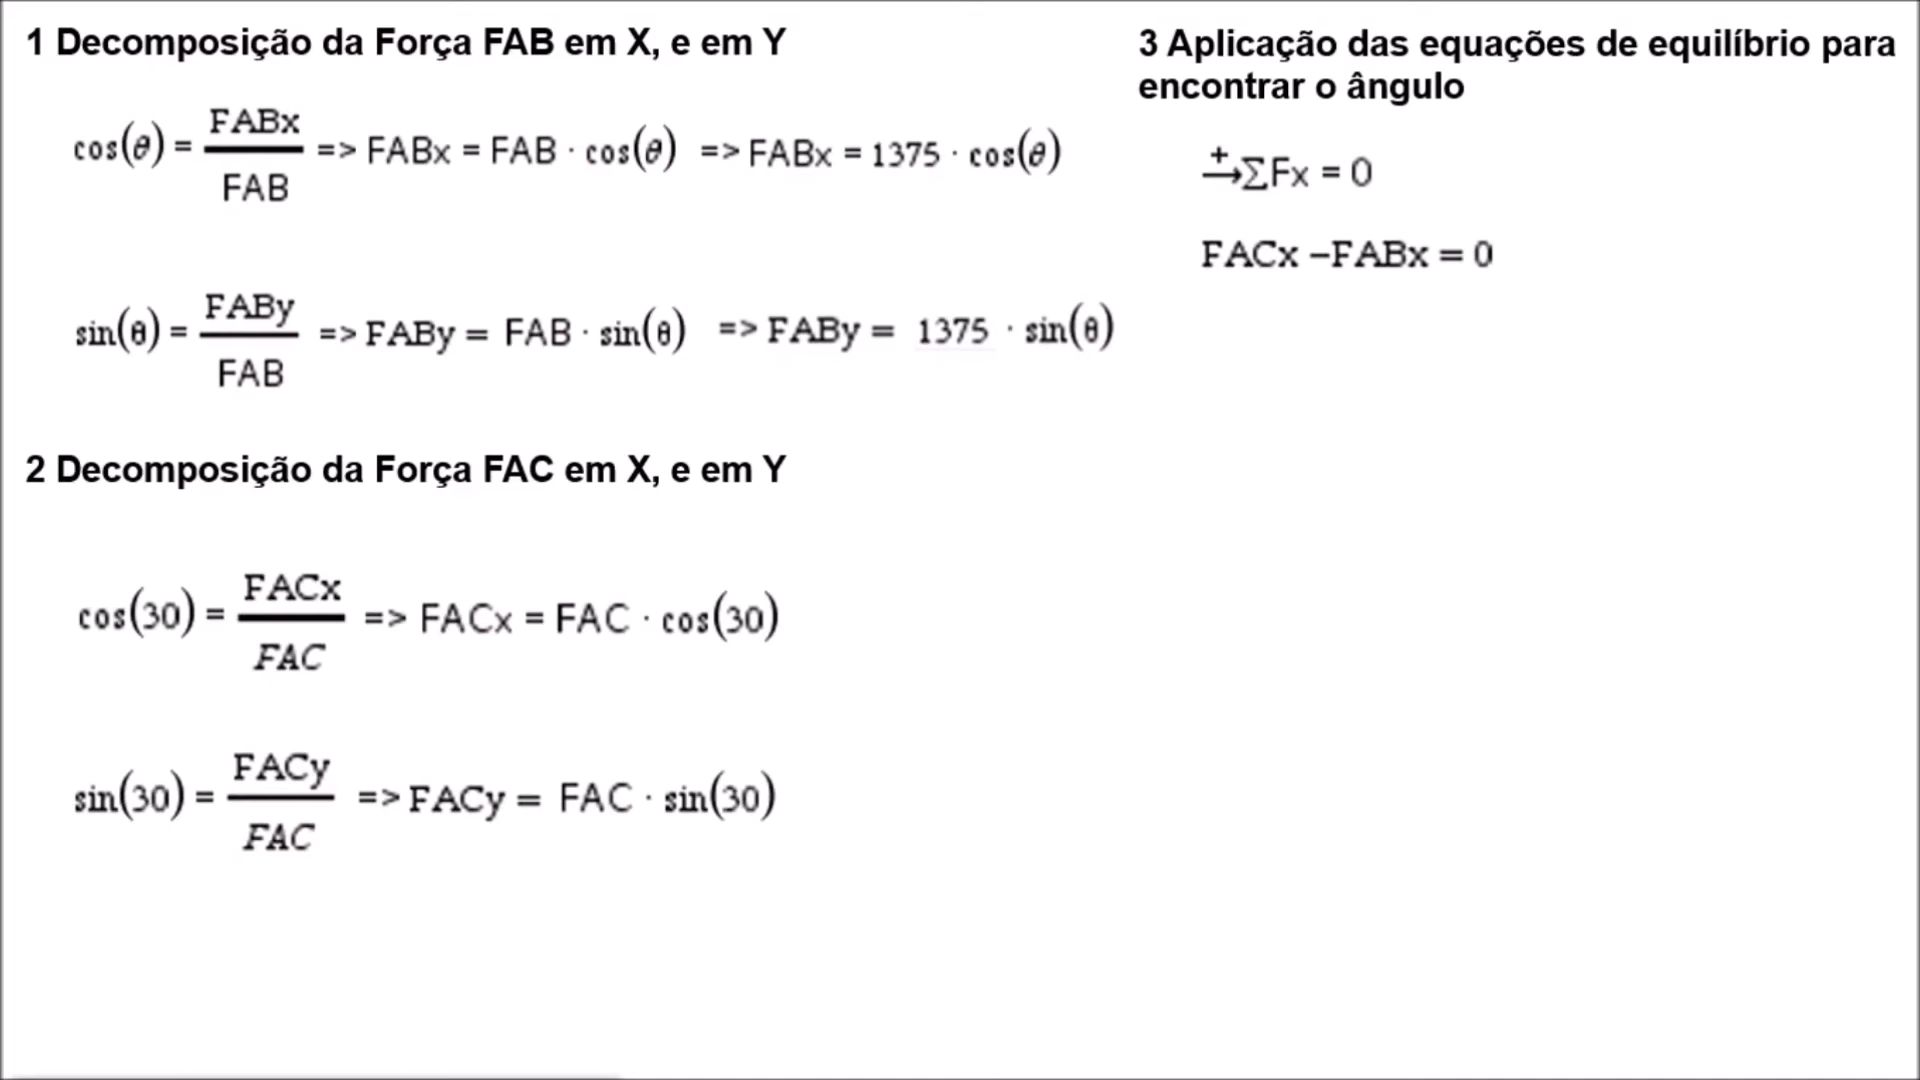 1 Decomposição da Força FAB em X, e em Y
cos(θ) = FABx / FAB => FABx = FAB · cos(θ) => FABx = 1375 · cos(θ)
sin(θ) = FABy / FAB => FABy = FAB · sin(θ) => FABy = 1375 · sin(θ)
2 Decomposição da Força FAC em X, e em Y
cos(30) = FACx / FAC => FACx = FAC · cos(30)
sin(30) = FACy / FAC => FACy = FAC · sin(30)
3 Aplicação das equações de equilíbrio para
encontrar o ângulo
+→ ΣFx = 0
FACx –FABx = 0